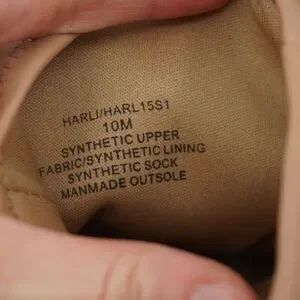 HARLI/HARL15S1
10M
SYNTHETIC UPPER
FABRIC/SYNTHETIC LINING
SYNTHETIC SOCK
MANMADE OUTSOLE